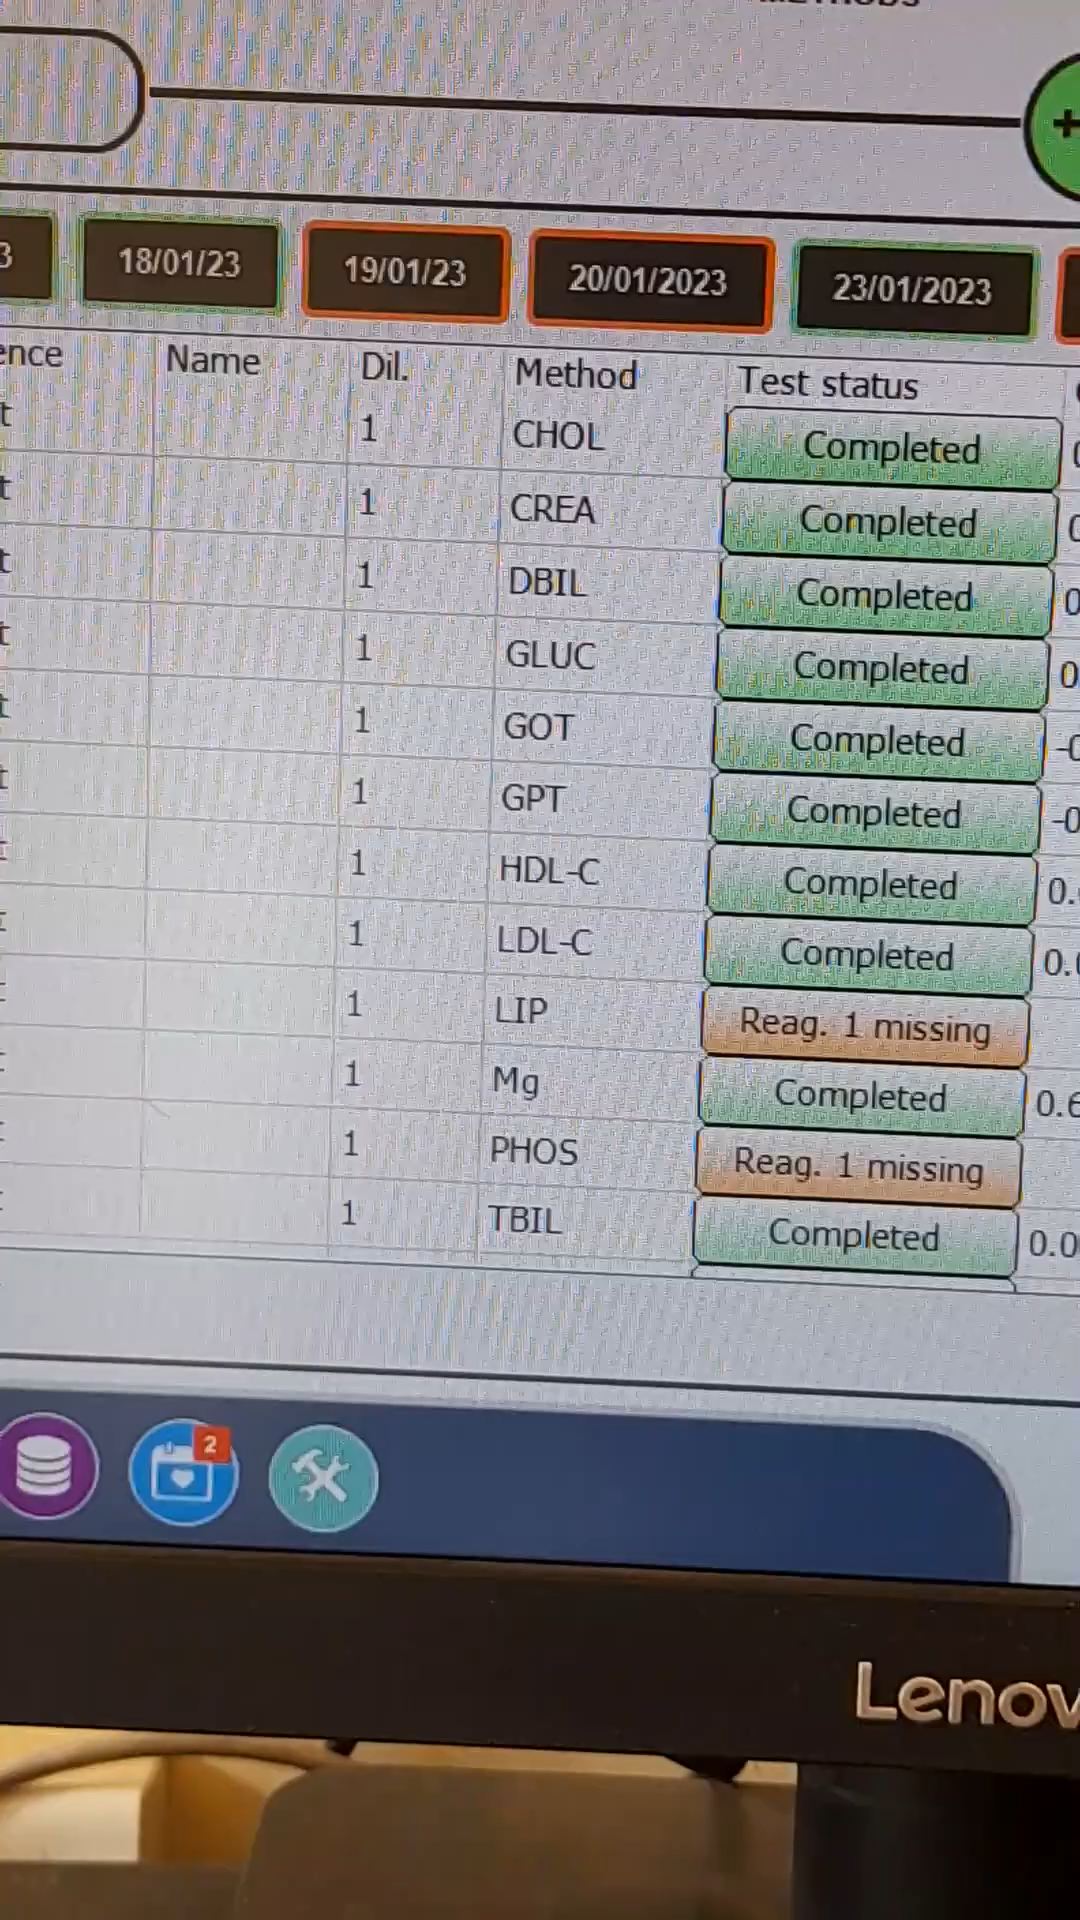 +
18/01/23 19/01/23 20/01/2023 23/01/2023
Name Dil. Method Test status
1 CHOL Completed
1 CREA Completed
1 DBIL Completed
1 GLUC Completed
1 GOT Completed
1 GPT Completed
1 HDL-C Completed
1 LDL-C Completed
1 LIP Reag. 1 missing
1 Mg Completed
1 PHOS Reag. 1 missing
1 TBIL Completed
2
Lenov